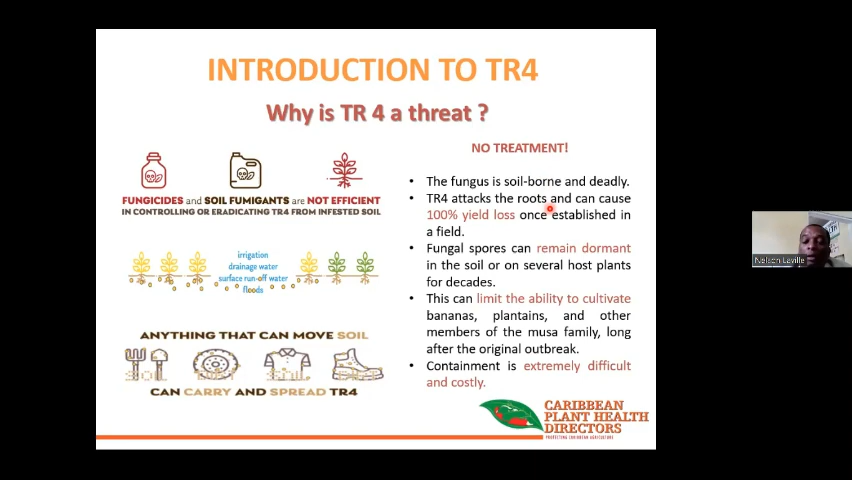 INTRODUCTION TO TR4
Why is TR 4 a threat ?
FUNGICIDES and SOIL FUMIGANTS are NOT EFFICIENT
IN CONTROLLING OR ERADICATING TR4 FROM INFESTED SOIL
irrigation
drainage water
surface run-off water
floods
ANYTHING THAT CAN MOVE SOIL
SOIL
CAN CARRY AND SPREAD TR4
NO TREATMENT!
• The fungus is soil-borne and deadly.
• TR4 attacks the roots and can cause
100% yield loss once established in
a field.
• Fungal spores can remain dormant
in the soil or on several host plants
for decades.
• This can limit the ability to cultivate
bananas, plantains, and other
members of the musa family, long
after the original outbreak.
• Containment is extremely difficult
and costly.
CARIBBEAN
PLANT HEALTH
DIRECTORS
PROTECTING CARIBBEAN AGRICULTURE
Nelson Laville